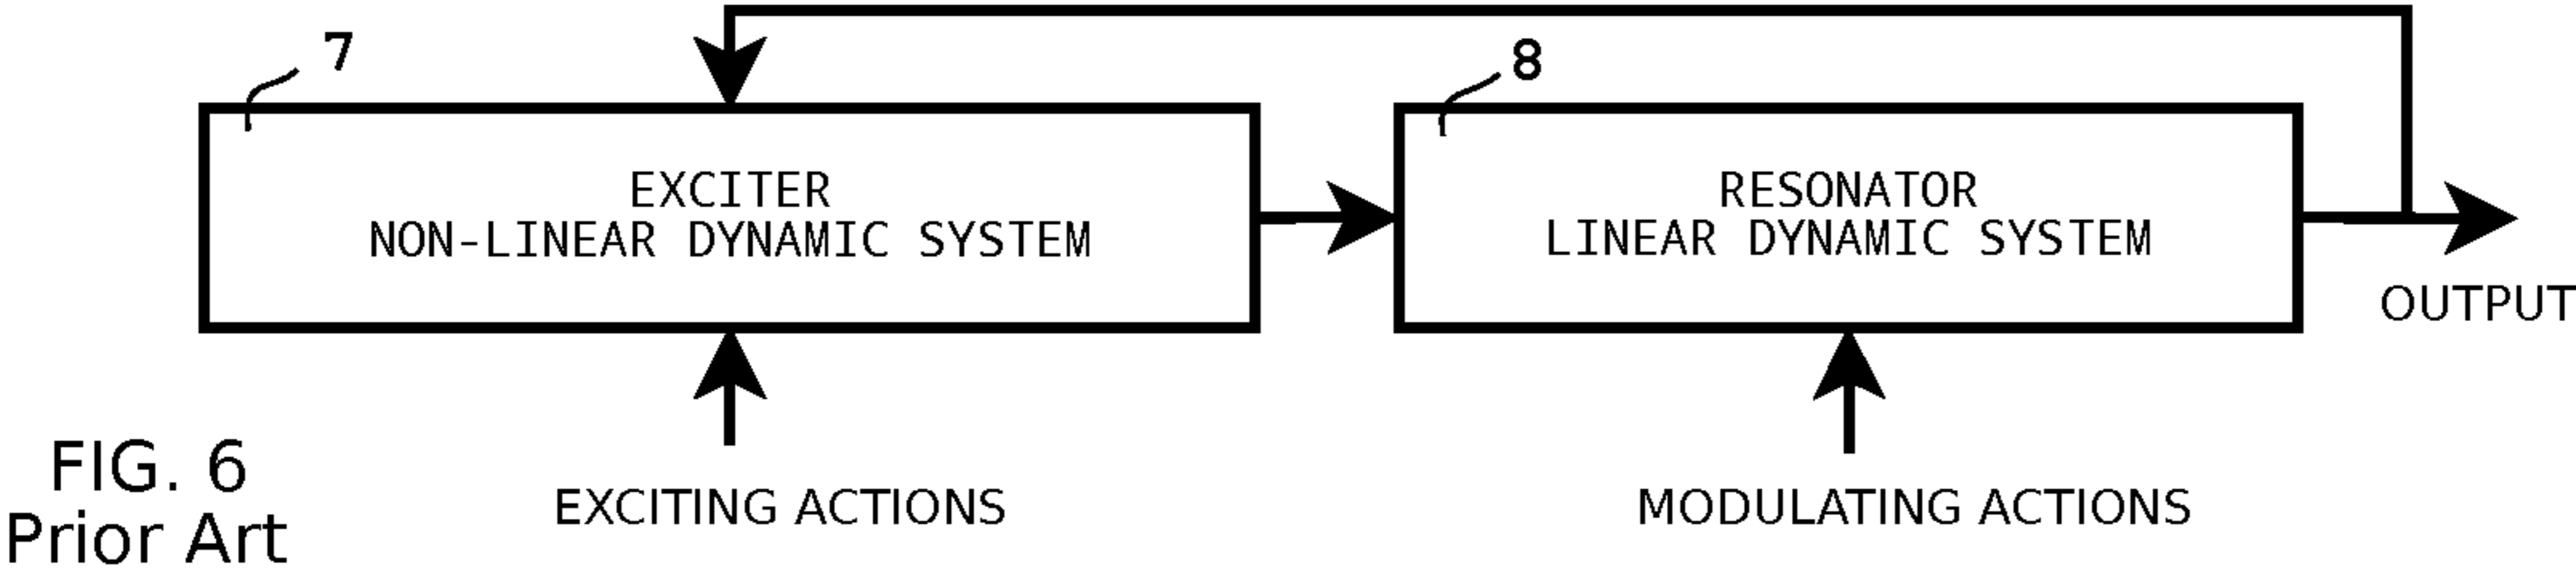 7
8
EXCITER
NON-LINEAR DYNAMIC SYSTEM
RESONATOR
LINEAR DYNAMIC SYSTEM
OUTPUT
EXCITING ACTIONS
MODULATING ACTIONS
FIG. 6
Prior Art